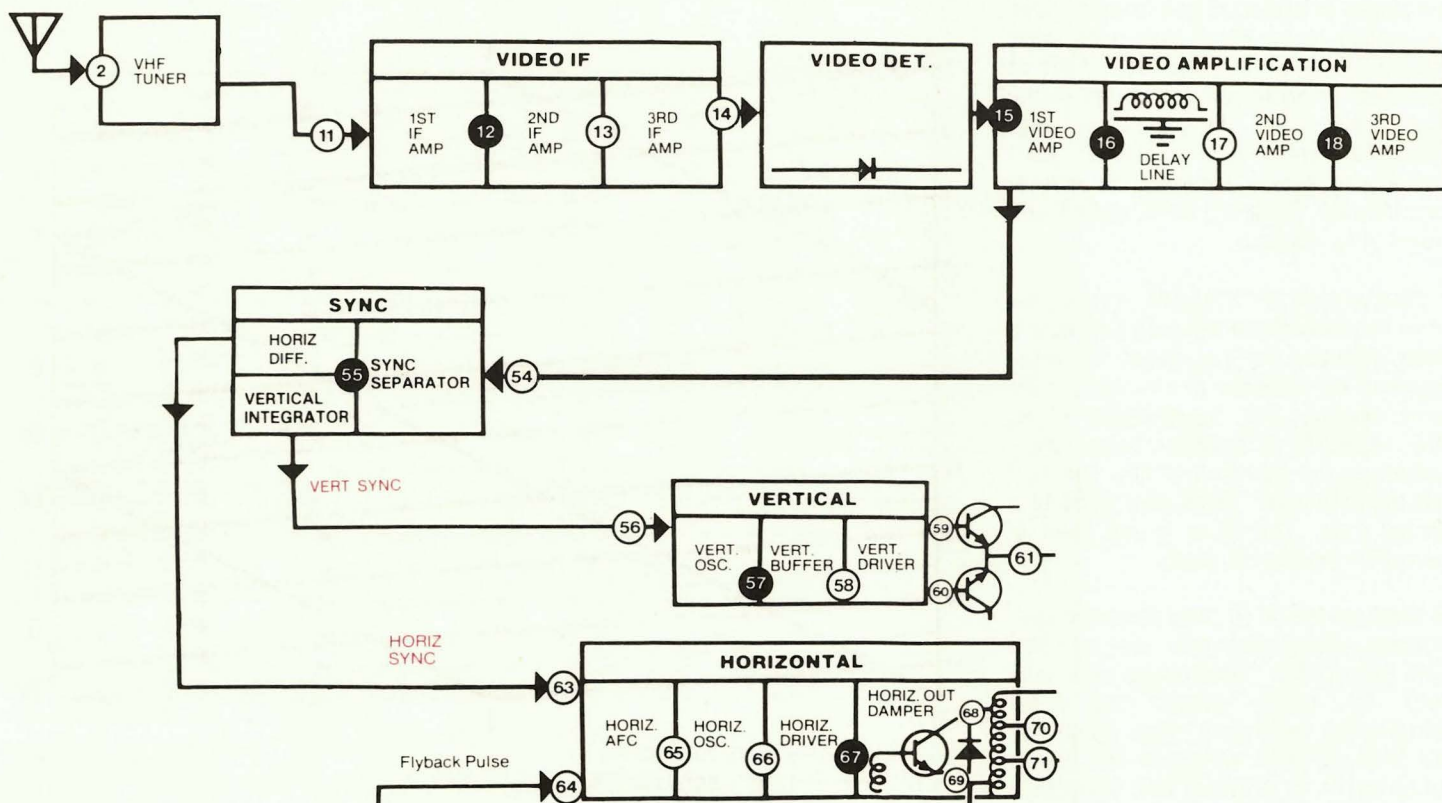 2
VHF
TUNER
11
VIDEO IF
1ST
IF
AMP
12
2ND
IF
AMP
13
3RD
IF
AMP
14
VIDEO DET.
15
VIDEO AMPLIFICATION
1ST
VIDEO
AMP
16
DELAY
LINE
17
2ND
VIDEO
AMP
18
3RD
VIDEO
AMP
SYNC
HORIZ
DIFF.
55
SYNC
SEPARATOR
54
VERTICAL
INTEGRATOR
VERT SYNC
56
VERTICAL
VERT.
OSC.
57
VERT.
BUFFER
58
VERT.
DRIVER
59
60
61
HORIZ
SYNC
63
HORIZONTAL
HORIZ.
AFC
65
HORIZ.
OSC.
66
HORIZ.
DRIVER
67
HORIZ. OUT
DAMPER
68
69
70
71
Flyback Pulse
64